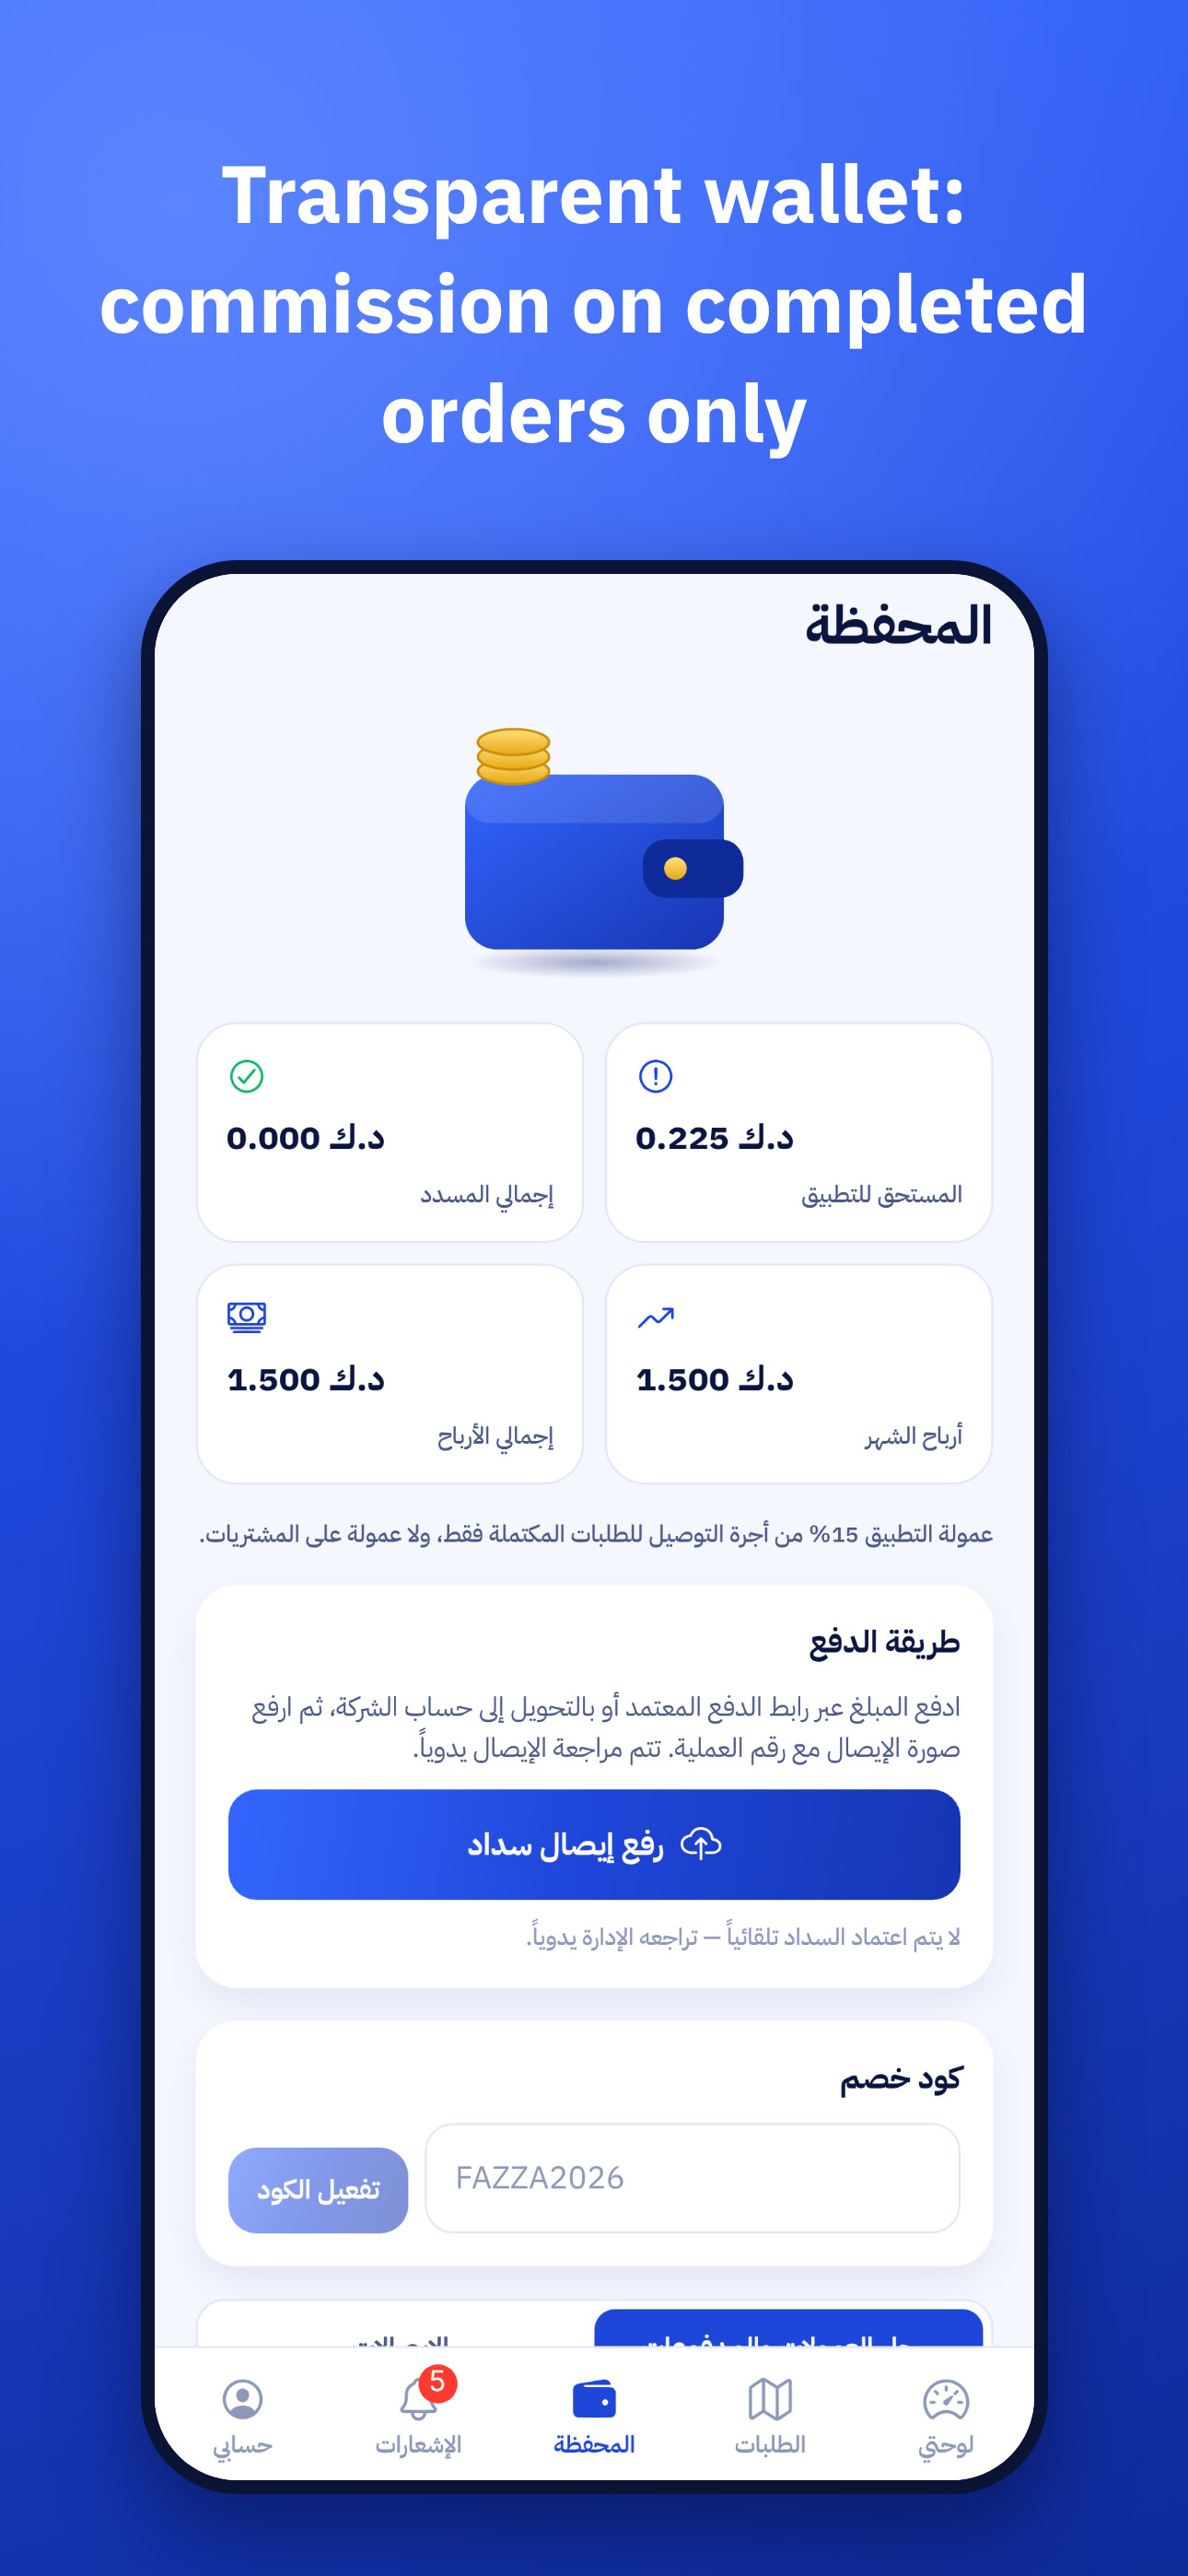 Transparent wallet:
commission on completed
orders only
المحفظة
د.ك 0.225
المستحق للتطبيق
د.ك 0.000
إجمالي المسدد
د.ك 1.500
أرباح الشهر
د.ك 1.500
إجمالي الأرباح
عمولة التطبيق 15% من أجرة التوصيل للطلبات المكتملة فقط، ولا عمولة على المشتريات.
طريقة الدفع
ادفع المبلغ عبر رابط الدفع المعتمد أو بالتحويل إلى حساب الشركة، ثم ارفع
صورة الإيصال مع رقم العملية. تتم مراجعة الإيصال يدوياً.
رفع إيصال سداد
لا يتم اعتماد السداد تلقائياً — تراجعه الإدارة يدوياً.
كود خصم
FAZZA2026
تفعيل الكود
5
لوحتي
الطلبات
المحفظة
الإشعارات
حسابي